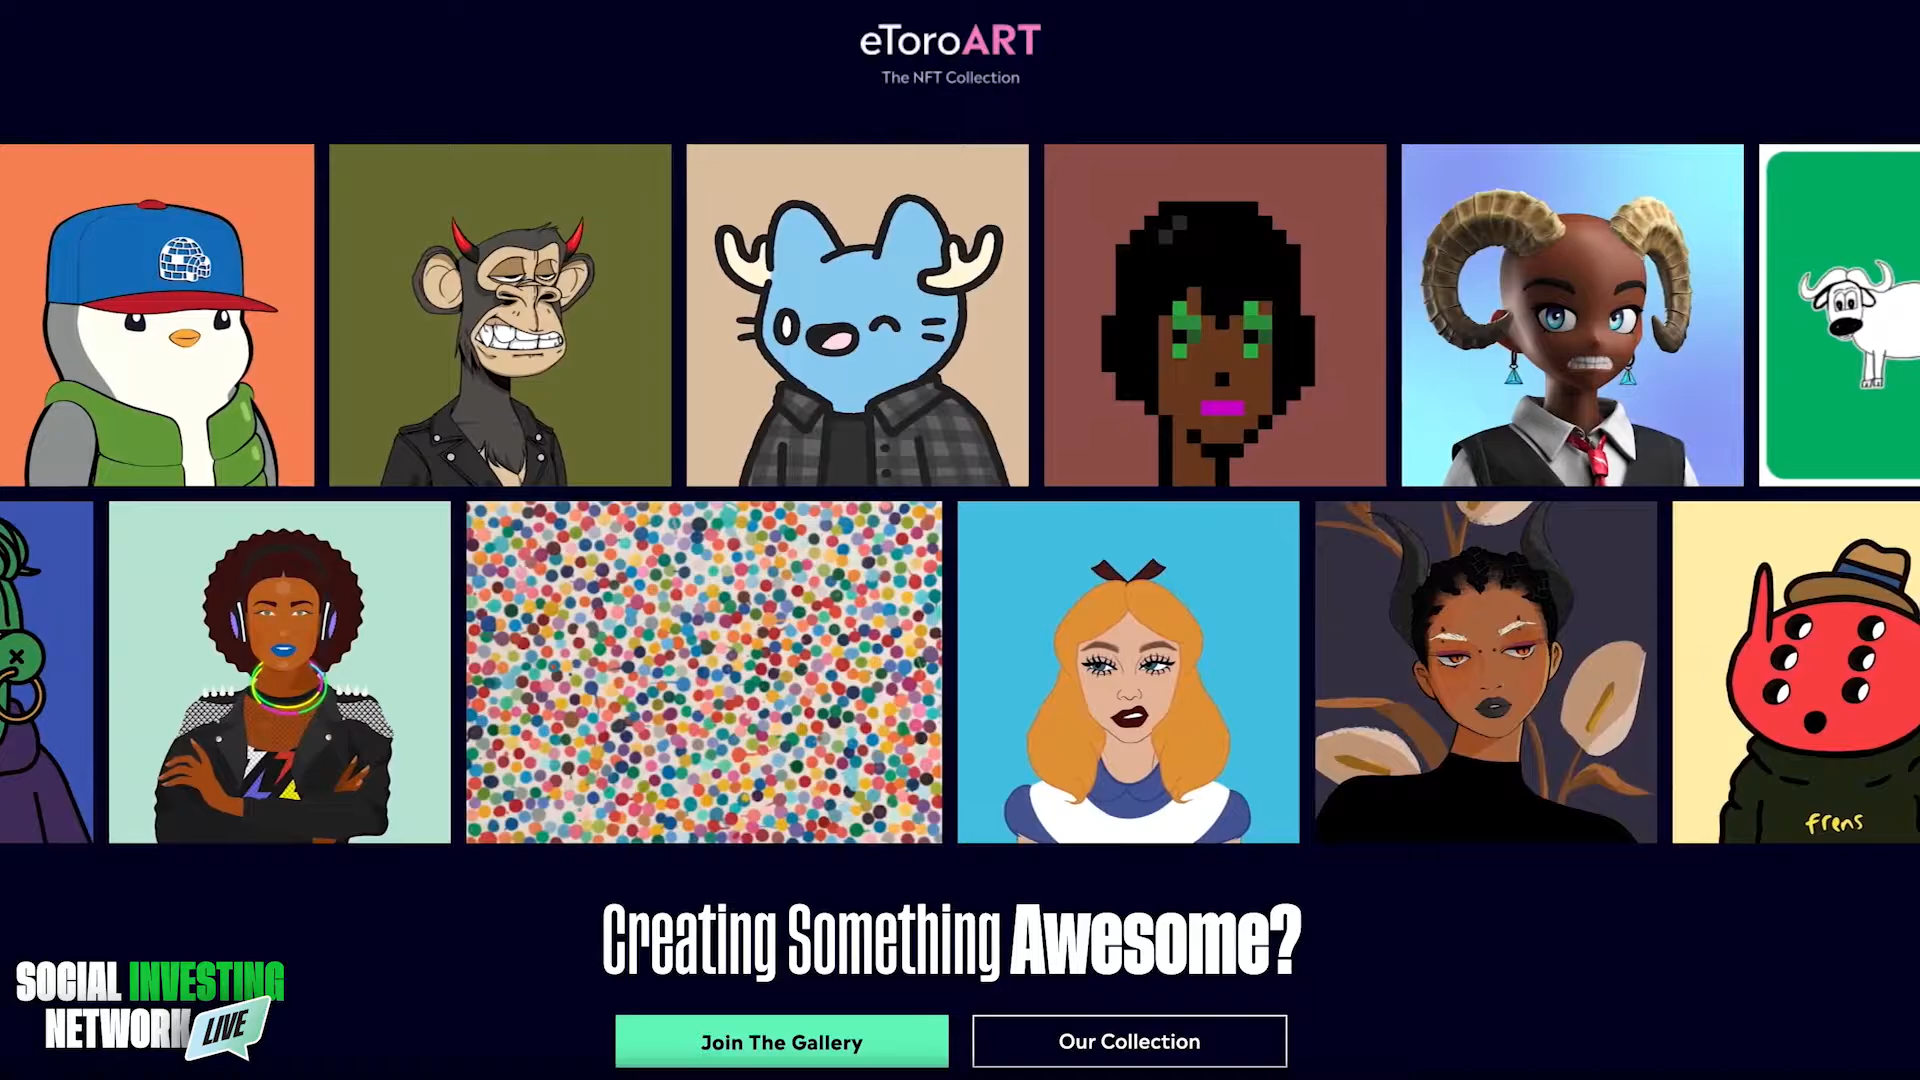 eToroART
The NFT Collection
frens
Creating Something Awesome?
SOCIAL INVESTING
NETWORK LIVE
Join The Gallery
Our Collection